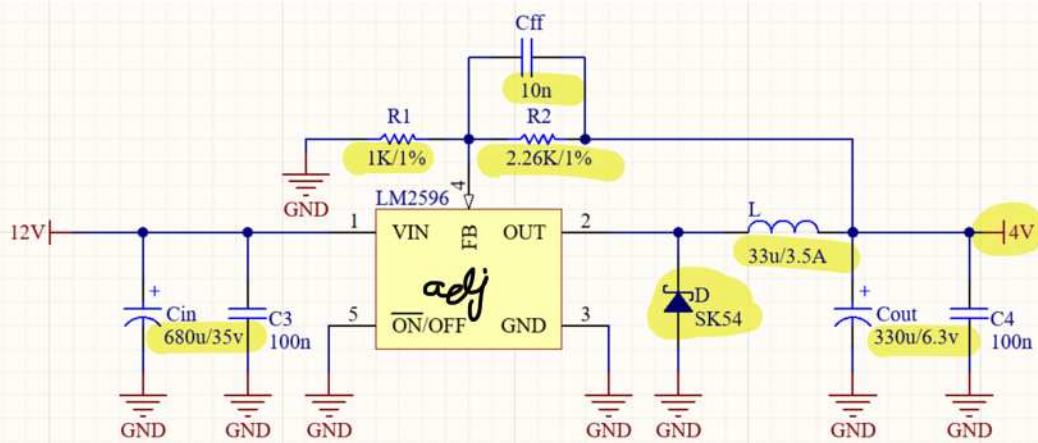 Cff
10n
R1
R2
1K/1%
2.26K/1%
GND
4
LM2596
12V
1
VIN
FB
OUT
2
L
4V
33u/3.5A
adj
+
Cin
680u/35v
C3
100n
5
ON/OFF
GND
3
D
SK54
+
Cout
330u/6.3v
C4
100n
GND
GND
GND
GND
GND
GND
GND